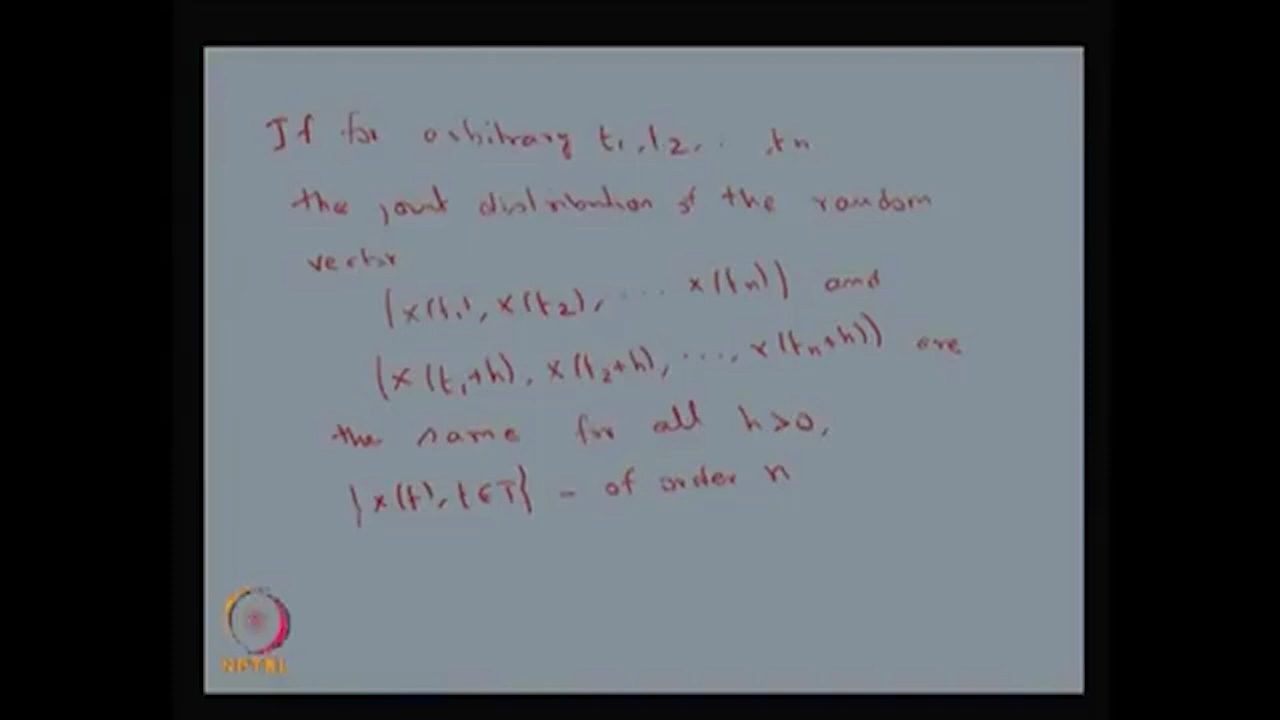 If for arbitrary t1, t2, . . , tn
the joint distribution of the random
vector
(x(t1), x(t2), .... x(tn)) and
(x(t1+h), x(t2+h), ..., x(tn+h)) are
the same for all h>0,
{x(t), t∈T} - of order n
NPTEL